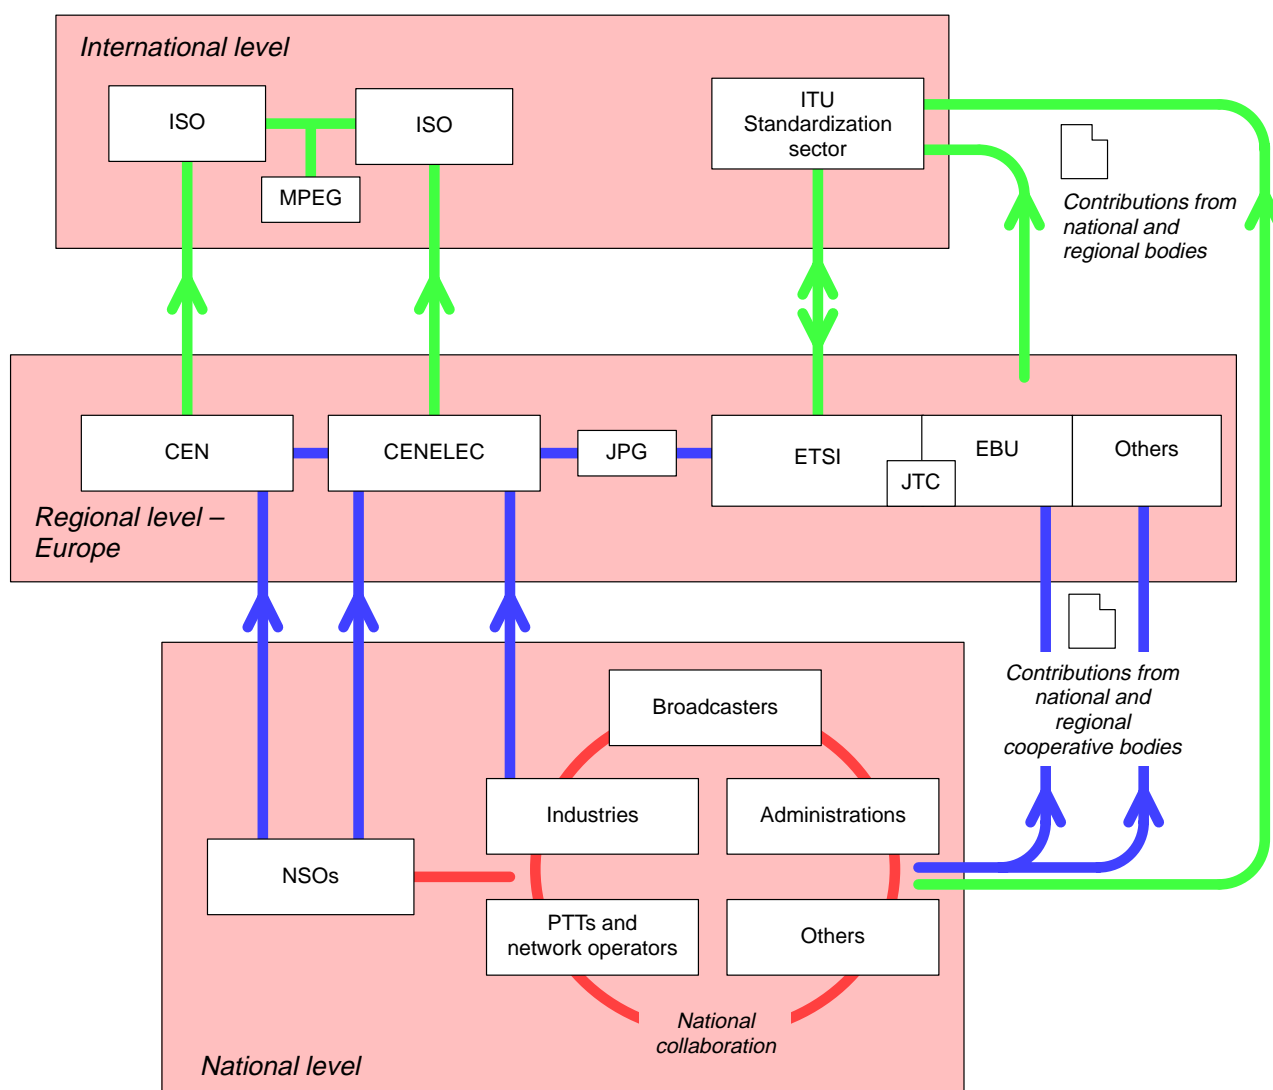 International level
ISO
ISO
MPEG
ITU
Standardization
sector
Contributions from
national and
regional bodies
CEN
CENELEC
JPG
ETSI
JTC
EBU
Others
Regional level –
Europe
Contributions from
national and
regional
cooperative bodies
Broadcasters
Industries
Administrations
NSOs
PTTs and
network operators
Others
National
collaboration
National level